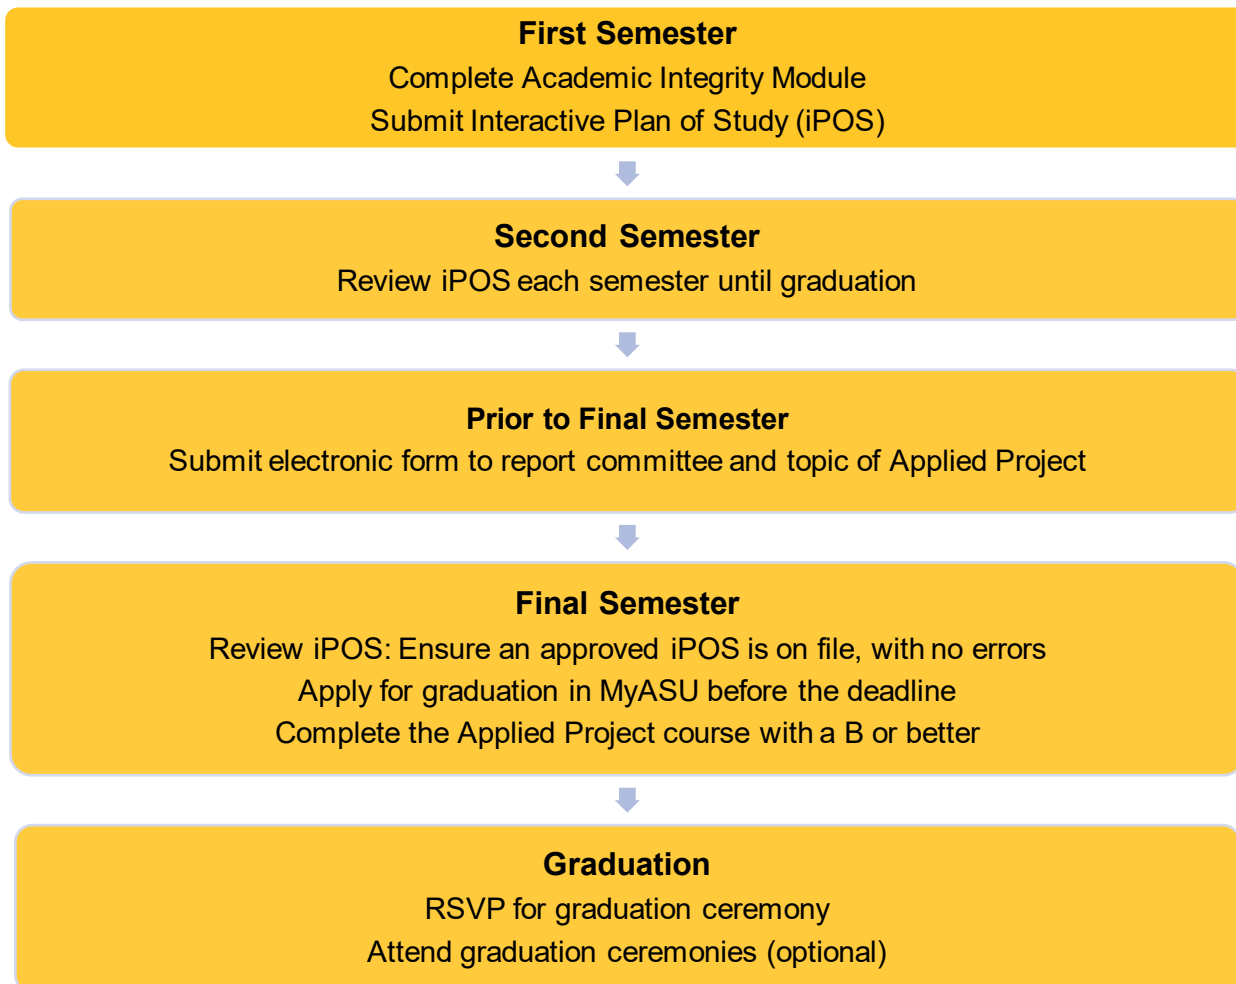 First Semester
Complete Academic Integrity Module
Submit Interactive Plan of Study (iPOS)
Second Semester
Review iPOS each semester until graduation
Prior to Final Semester
Submit electronic form to report committee and topic of Applied Project
Final Semester
Review iPOS: Ensure an approved iPOS is on file, with no errors
Apply for graduation in MyASU before the deadline
Complete the Applied Project course with a B or better
Graduation
RSVP for graduation ceremony
Attend graduation ceremonies (optional)